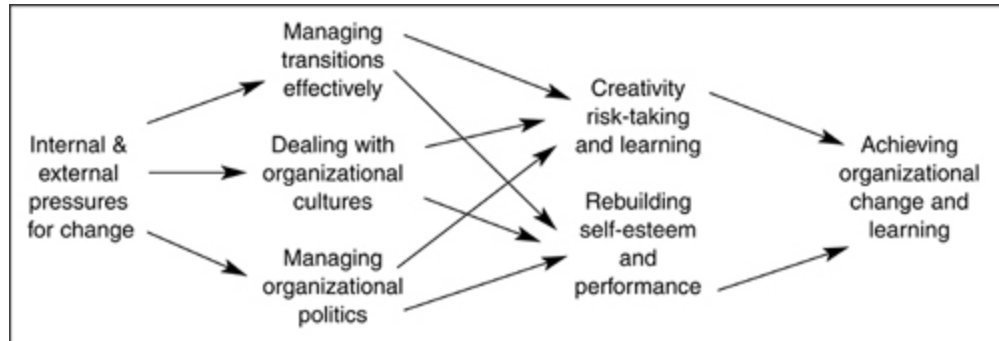 Managing
transitions
effectively
Creativity
risk-taking
and learning
Internal &
external
pressures
for change
Dealing with
organizational
cultures
Achieving
organizational
change and
learning
Rebuilding
self-esteem
and
performance
Managing
organizational
politics